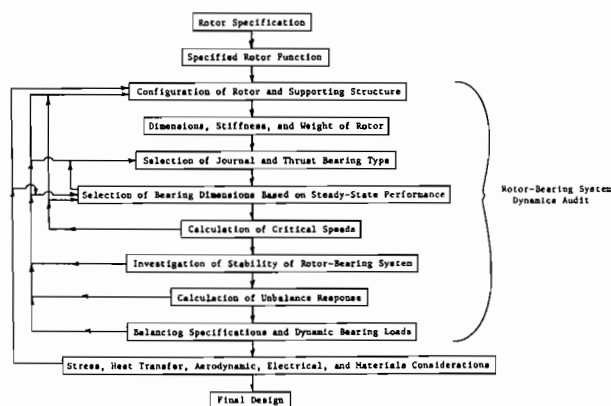 Rotor Specification
Specified Rotor Function
Configuration of Rotor and Supporting Structure
Dimensions, Stiffness, and Weight of Rotor
Selection of Journal and Thrust Bearing Type
Selection of Bearing Dimensions Based on Steady-State Performance
Calculation of Critical Speeds
Investigation of Stability of Rotor-Bearing System
Calculation of Unbalance Response
Balancing Specifications and Dynamic Bearing Loads
Stress, Heat Transfer, Aerodynamic, Electrical, and Materials Considerations
Final Design
Rotor-Bearing System
Dynamics Audit